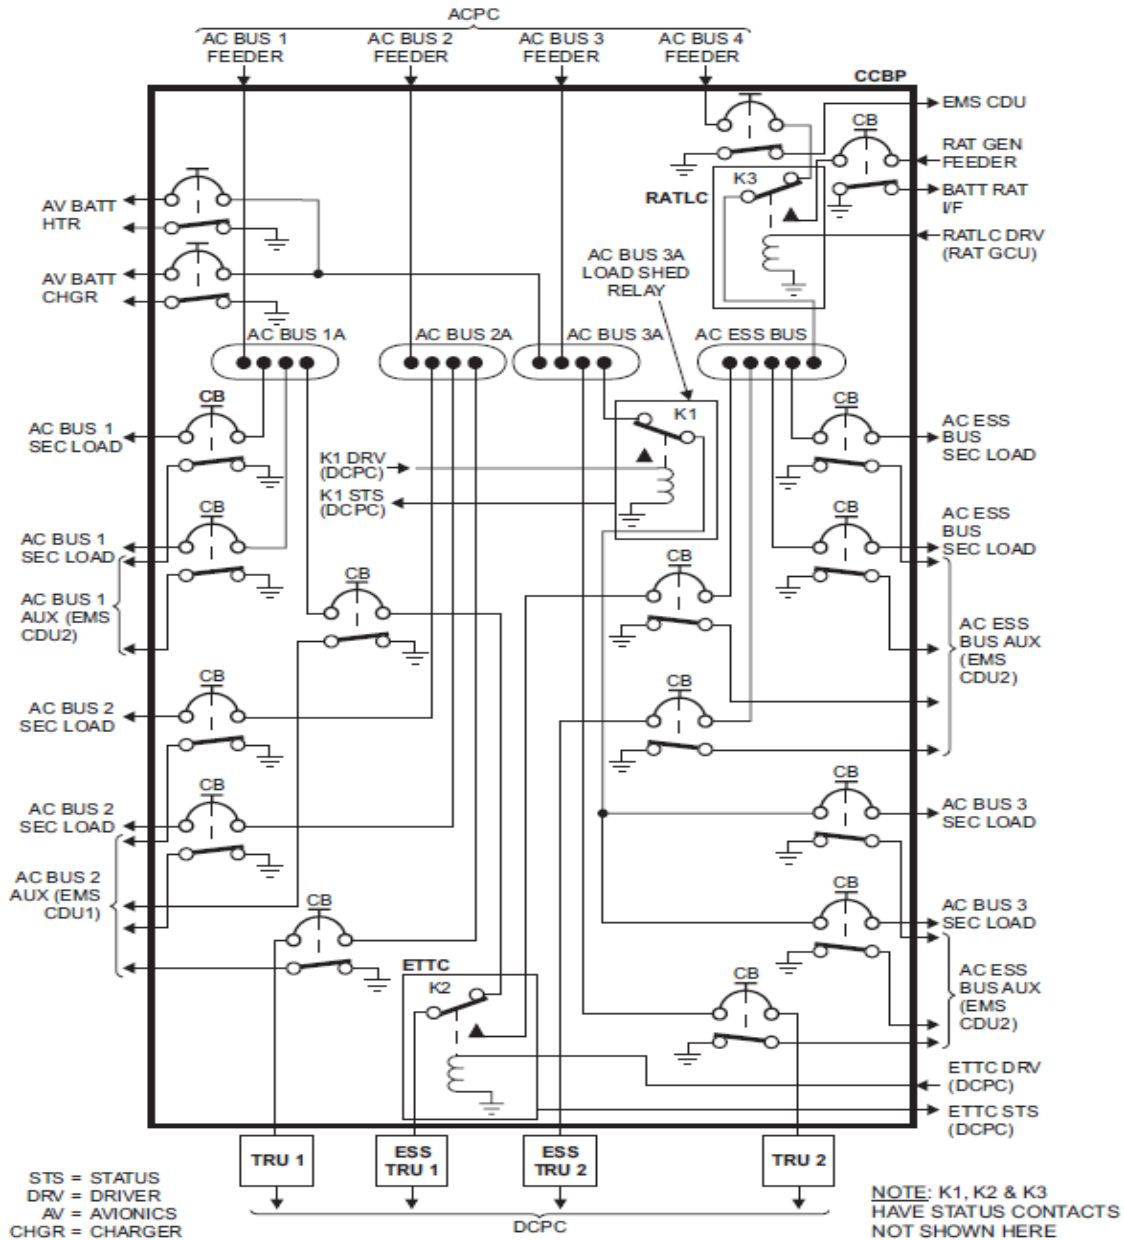 ACPC
AC BUS 1
FEEDER
AC BUS 2
FEEDER
AC BUS 3
FEEDER
AC BUS 4
FEEDER
CCBP
EMS CDU
CB
RAT GEN
FEEDER
K3
RATLC
BATT RAT
I/F
AV BATT
HTR
RATLC DRV
(RAT GCU)
AC BUS 3A
LOAD SHED
RELAY
AV BATT
CHGR
AC BUS 1A
AC BUS 2A
AC BUS 3A
AC ESS BUS
CB
AC BUS 1
SEC LOAD
K1
CB
AC ESS
BUS
SEC LOAD
K1 DRV
(DCPC)
K1 STS
(DCPC)
CB
AC BUS 1
SEC LOAD
CB
AC ESS
BUS
SEC LOAD
AC BUS 1
AUX (EMS
CDU2)
CB
CB
AC ESS
BUS AUX
(EMS
CDU2)
CB
AC BUS 2
SEC LOAD
CB
CB
AC BUS 2
SEC LOAD
CB
AC BUS 3
SEC LOAD
AC BUS 2
AUX (EMS
CDU1)
CB
CB
AC BUS 3
SEC LOAD
ETTC
K2
CB
AC ESS
BUS AUX
(EMS
CDU2)
ETTC DRV
(DCPC)
ETTC STS
(DCPC)
TRU 1
ESS
TRU 1
ESS
TRU 2
TRU 2
DCPC
STS = STATUS
DRV = DRIVER
AV = AVIONICS
CHGR = CHARGER
NOTE: K1, K2 & K3
HAVE STATUS CONTACTS
NOT SHOWN HERE